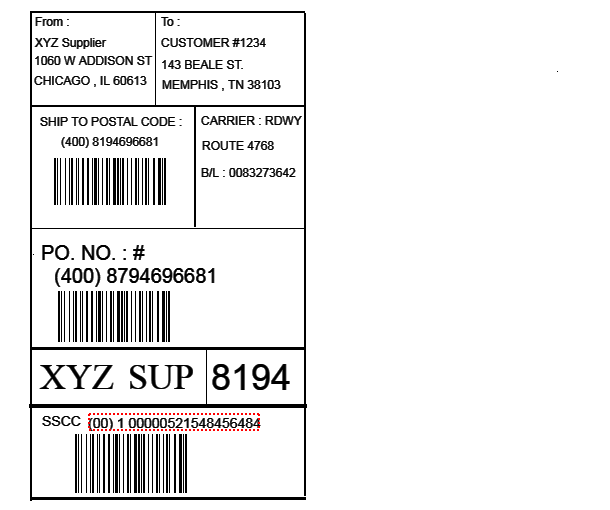 From :
XYZ Supplier
1060 W ADDISON ST
CHICAGO , IL 60613
To :
CUSTOMER #1234
143 BEALE ST.
MEMPHIS , TN 38103
SHIP TO POSTAL CODE :
(400) 8194696681
CARRIER : RDWY
ROUTE 4768
B/L : 0083273642
PO. NO. : #
(400) 8794696681
XYZ SUP
8194
SSCC (00) 1 00000521548456484